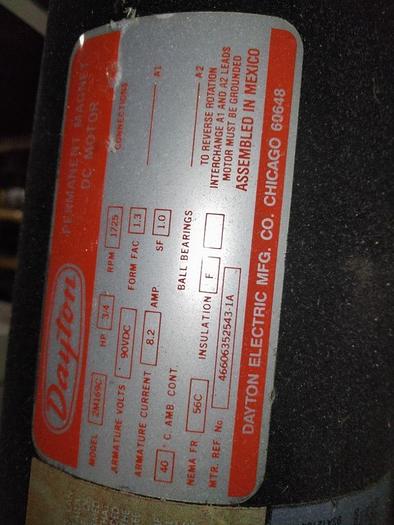 Dayton
PERMANENT MAGNET
DC MOTOR
MODEL 2M169C HP 3/4 RPM 1725
ARMATURE VOLTS 90VDC FORM FAC 1.3
ARMATURE CURRENT 8.2 AMP SF 1.0
40 °C AMB CONT. BALL BEARINGS
NEMA FR 56C INSULATION F
MTR. REF No 46606352543-1A
CONNECTIONS
A1
A2
TO REVERSE ROTATION
INTERCHANGE A1 AND A2 LEADS
MOTOR MUST BE GROUNDED
ASSEMBLED IN MEXICO
DAYTON ELECTRIC MFG. CO. CHICAGO 60648